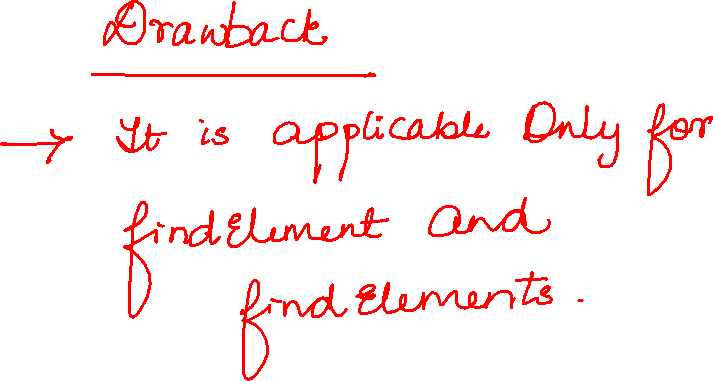 Drawback
→ It is applicable Only for
findElement and
findElements.